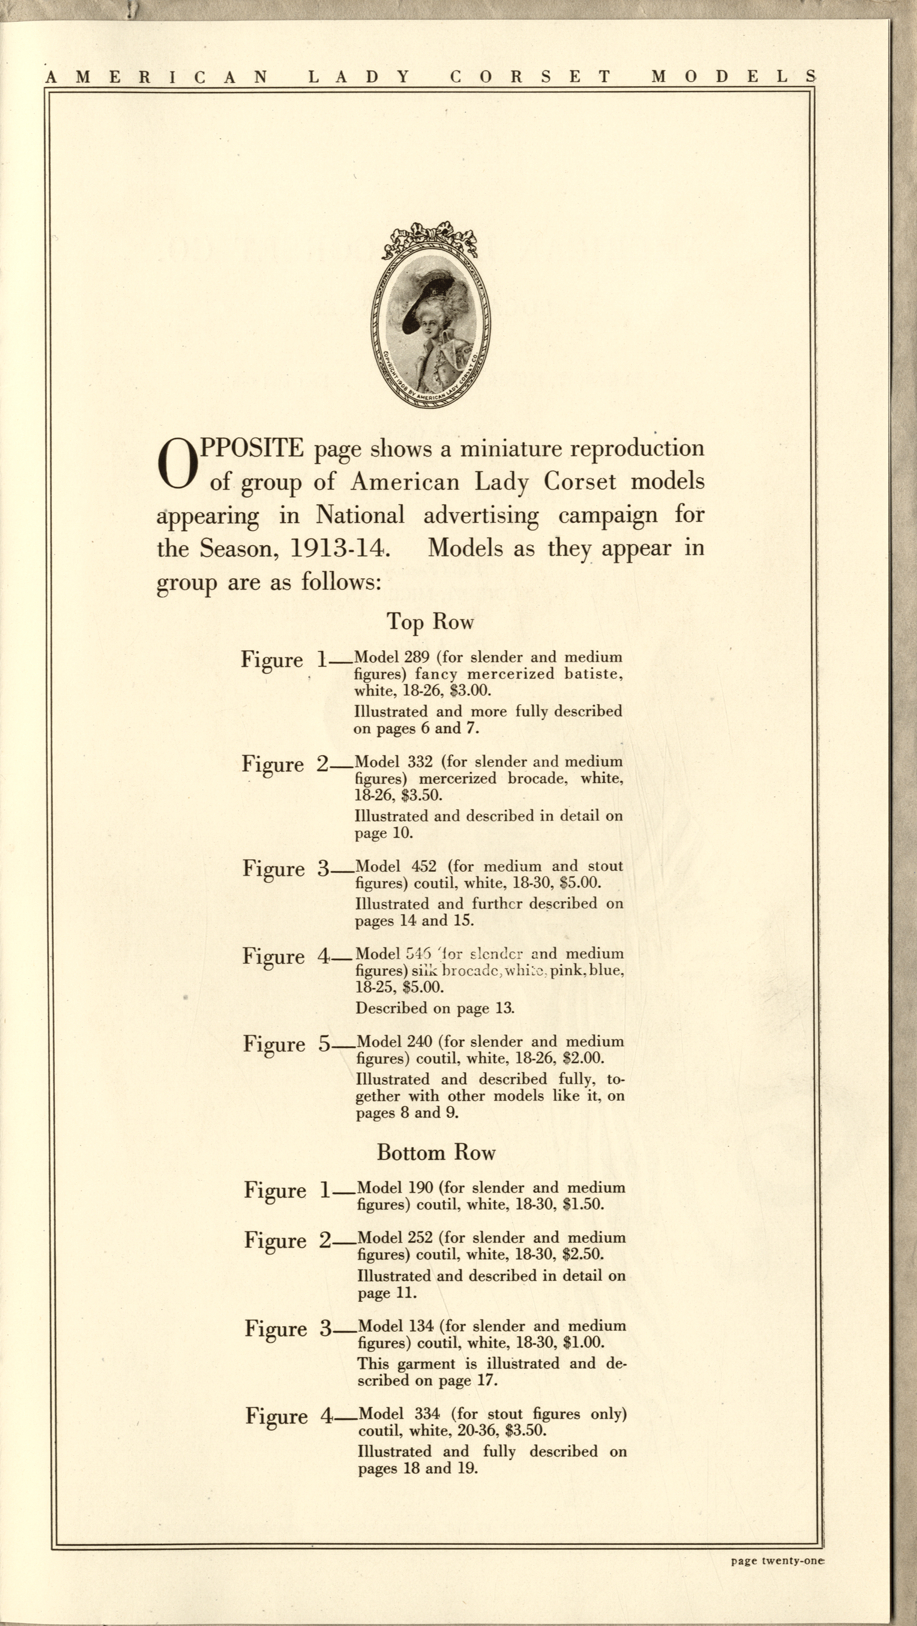 AMERICAN LADY CORSET MODELS
COPYRIGHT 1909 BY AMERICAN LADY CORSET CO.
OPPOSITE page shows a miniature reproduction
of group of American Lady Corset models
appearing in National advertising campaign for
the Season, 1913-14. Models as they appear in
group are as follows:
Top Row
Figure 1—Model 289 (for slender and medium
figures) fancy mercerized batiste,
white, 18-26, $3.00.
Illustrated and more fully described
on pages 6 and 7.
Figure 2—Model 332 (for slender and medium
figures) mercerized brocade, white,
18-26, $3.50.
Illustrated and described in detail on
page 10.
Figure 3—Model 452 (for medium and stout
figures) coutil, white, 18-30, $5.00.
Illustrated and further described on
pages 14 and 15.
Figure 4—Model 546 (for slender and medium
figures) silk brocade, white, pink, blue,
18-25, $5.00.
Described on page 13.
Figure 5—Model 240 (for slender and medium
figures) coutil, white, 18-26, $2.00.
Illustrated and described fully, to-
gether with other models like it, on
pages 8 and 9.
Bottom Row
Figure 1—Model 190 (for slender and medium
figures) coutil, white, 18-30, $1.50.
Figure 2—Model 252 (for slender and medium
figures) coutil, white, 18-30, $2.50.
Illustrated and described in detail on
page 11.
Figure 3—Model 134 (for slender and medium
figures) coutil, white, 18-30, $1.00.
This garment is illustrated and de-
scribed on page 17.
Figure 4—Model 334 (for stout figures only)
coutil, white, 20-36, $3.50.
Illustrated and fully described on
pages 18 and 19.
page twenty-one